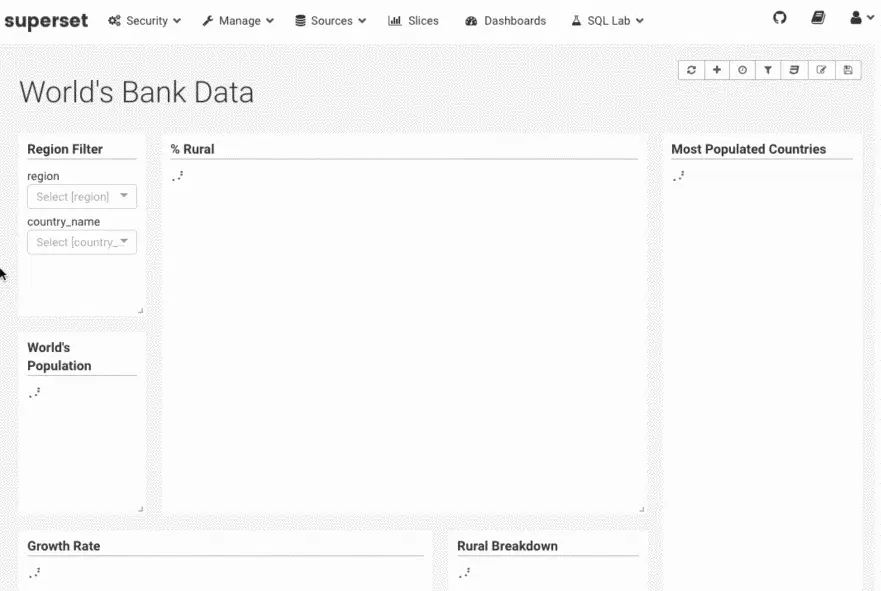 superset Security Manage Sources Slices Dashboards SQL Lab
World's Bank Data
Region Filter
region
Select [region]
country_name
Select [country_...
% Rural
Most Populated Countries
World's
Population
Growth Rate
Rural Breakdown